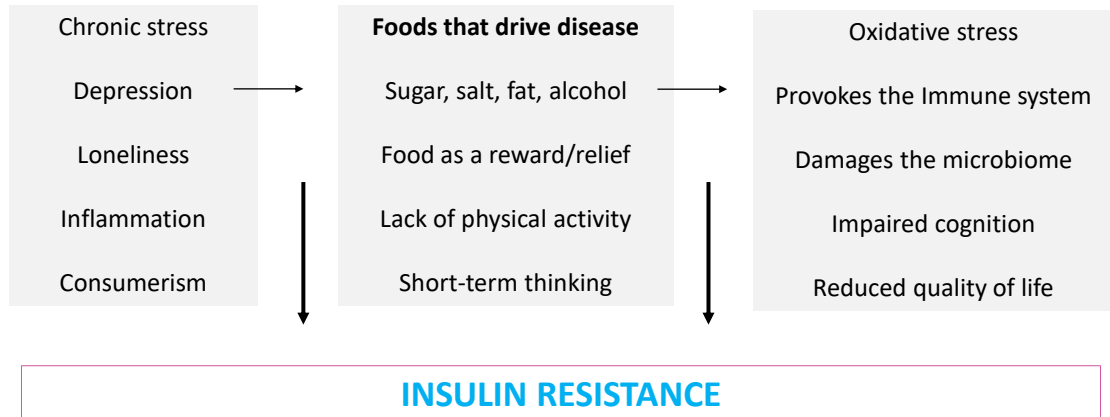 Chronic stress
Depression
Loneliness
Inflammation
Consumerism
Foods that drive disease
Sugar, salt, fat, alcohol
Food as a reward/relief
Lack of physical activity
Short-term thinking
Oxidative stress
Provokes the Immune system
Damages the microbiome
Impaired cognition
Reduced quality of life
INSULIN RESISTANCE